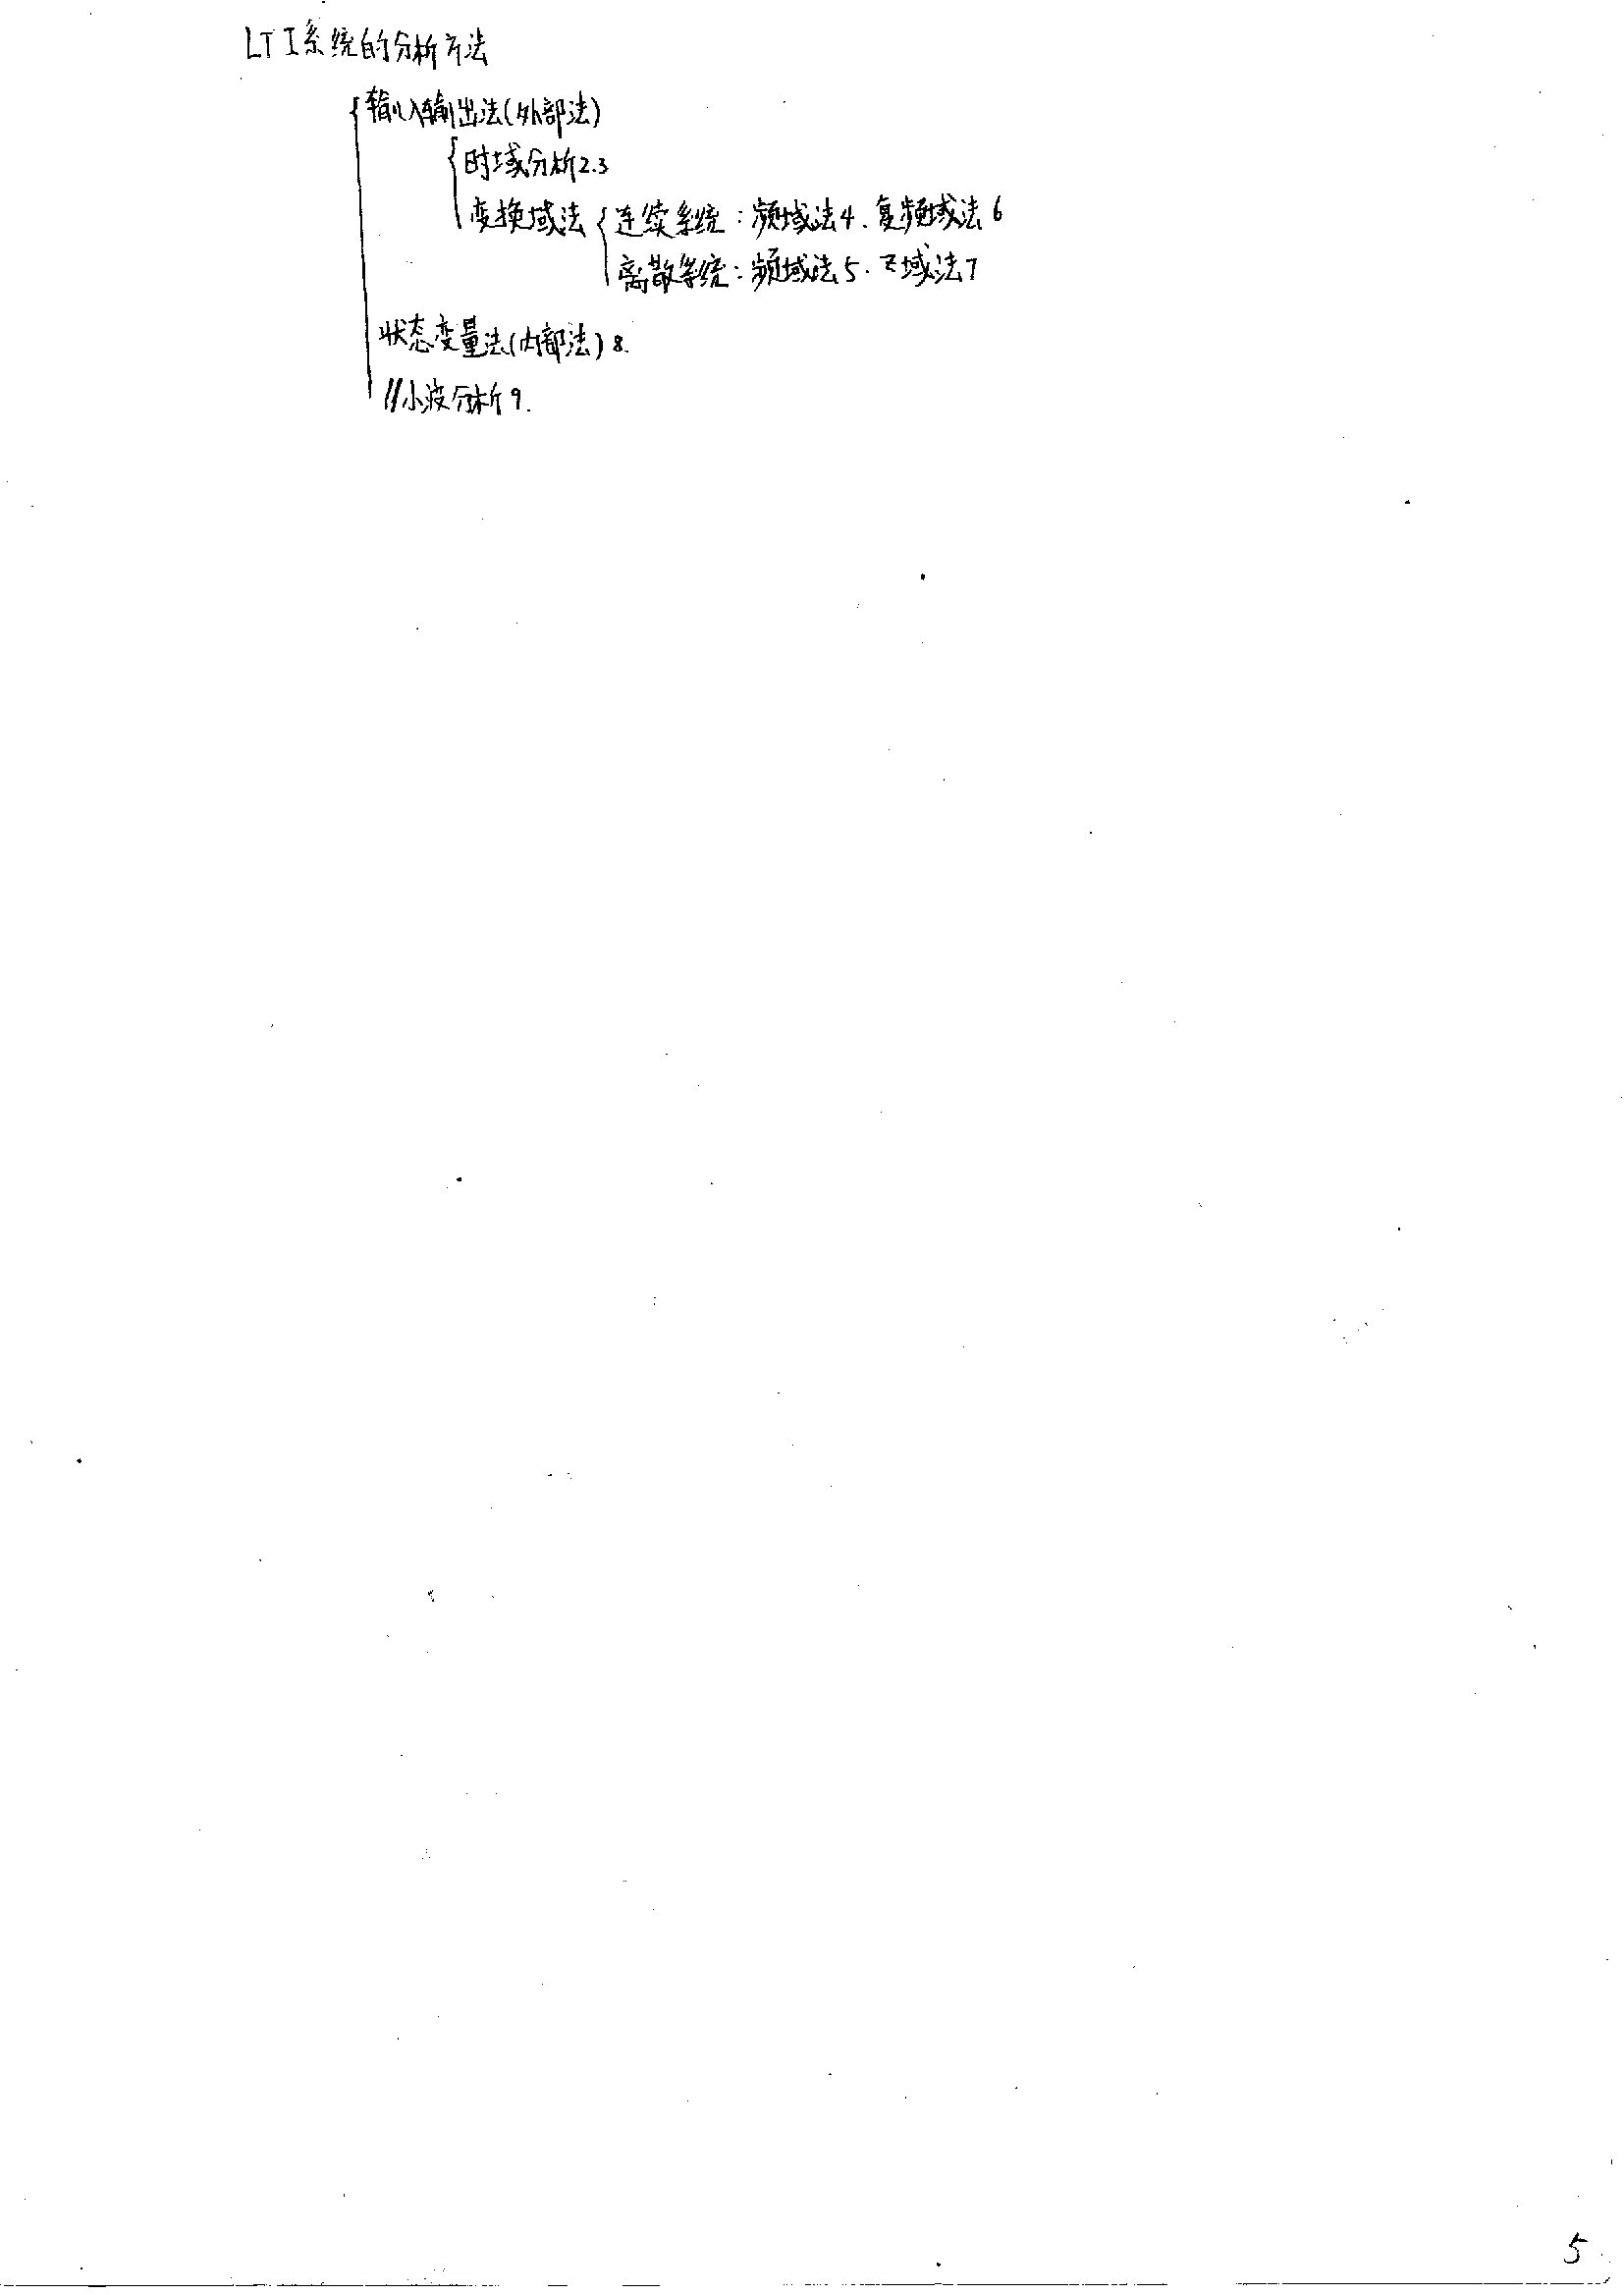 LTI系统的分析方法
输入输出法(外部法)
时域分析2.3
变换域法 连续系统：频域法4.复频域法6
离散系统：频域法5.Z域法7
状态变量法(内部法)8.
//小波分析9.
5